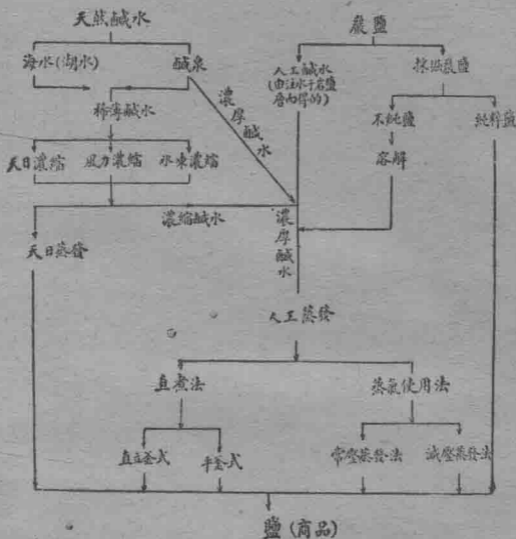 天然鹹水
巖鹽
海水(湖水)
鹹泉
人工鹹水
(由注水于岩鹽
層內得的)
採掘巖鹽
稀薄鹹水
濃厚鹹水
不純鹽
純粹鹽
天日濃縮
風力濃縮
冰凍濃縮
溶解
濃縮鹹水
濃厚鹹水
天日蒸發
人工蒸發
直煮法
蒸氣使用法
直立釜式
平釜式
常壓蒸發法
減壓蒸發法
鹽(商品)